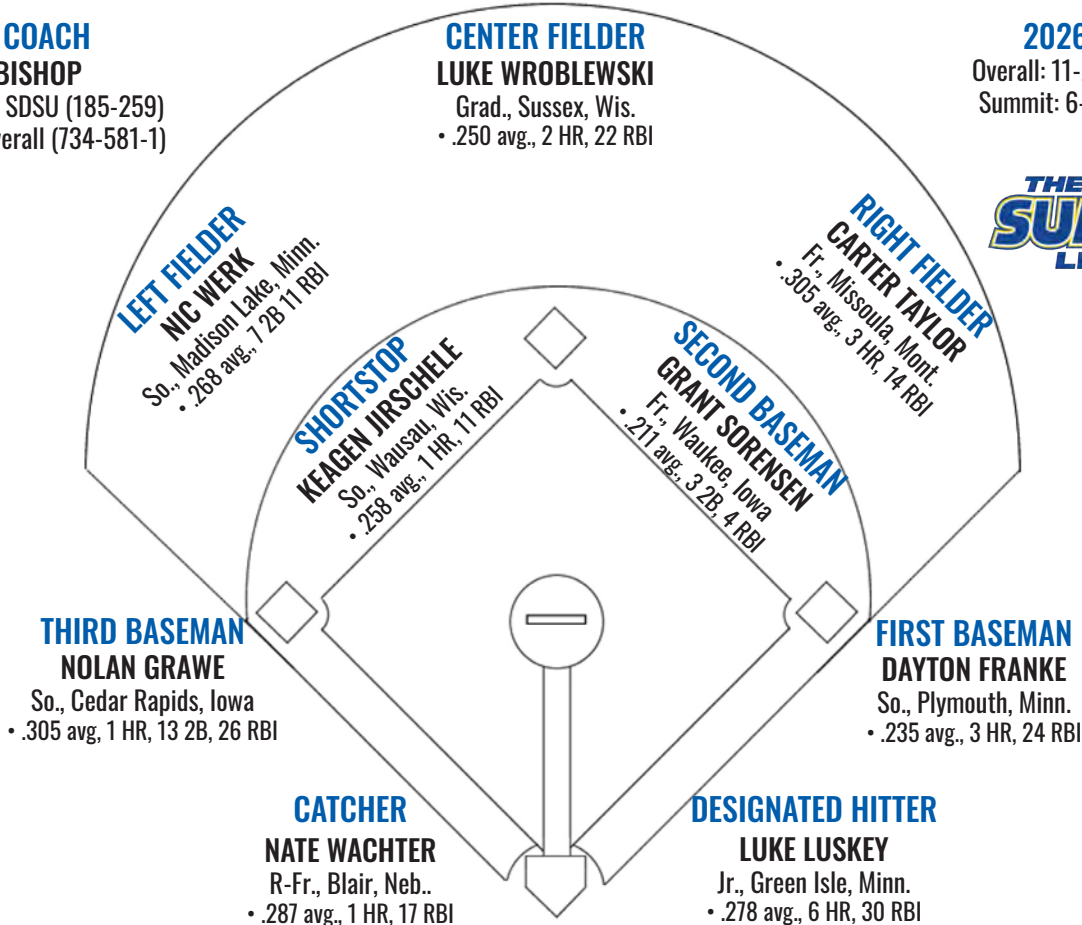 COACH
BISHOP
SDSU (185-259)
erall (734-581-1)
CENTER FIELDER
LUKE WROBLEWSKI
Grad., Sussex, Wis.
• .250 avg., 2 HR, 22 RBI
2026
Overall: 11-
Summit: 6-
THE
SU
L
LEFT FIELDER
NIC WERK
So., Madison Lake, Minn.
• .268 avg., 7 2B 11 RBI
RIGHT FIELDER
CARTER TAYLOR
Fr., Missoula, Mont.
• .305 avg., 3 HR, 14 RBI
SHORTSTOP
KEAGEN JIRSCHELE
So., Wausau, Wis.
• .258 avg., 1 HR, 11 RBI
SECOND BASEMAN
GRANT SORENSEN
Fr., Waukee, Iowa
• .211 avg., 3 2B, 4 RBI
THIRD BASEMAN
NOLAN GRAWE
So., Cedar Rapids, Iowa
• .305 avg, 1 HR, 13 2B, 26 RBI
FIRST BASEMAN
DAYTON FRANKE
So., Plymouth, Minn.
• .235 avg., 3 HR, 24 RBI
CATCHER
NATE WACHTER
R-Fr., Blair, Neb..
• .287 avg., 1 HR, 17 RBI
DESIGNATED HITTER
LUKE LUSKEY
Jr., Green Isle, Minn.
• .278 avg., 6 HR, 30 RBI